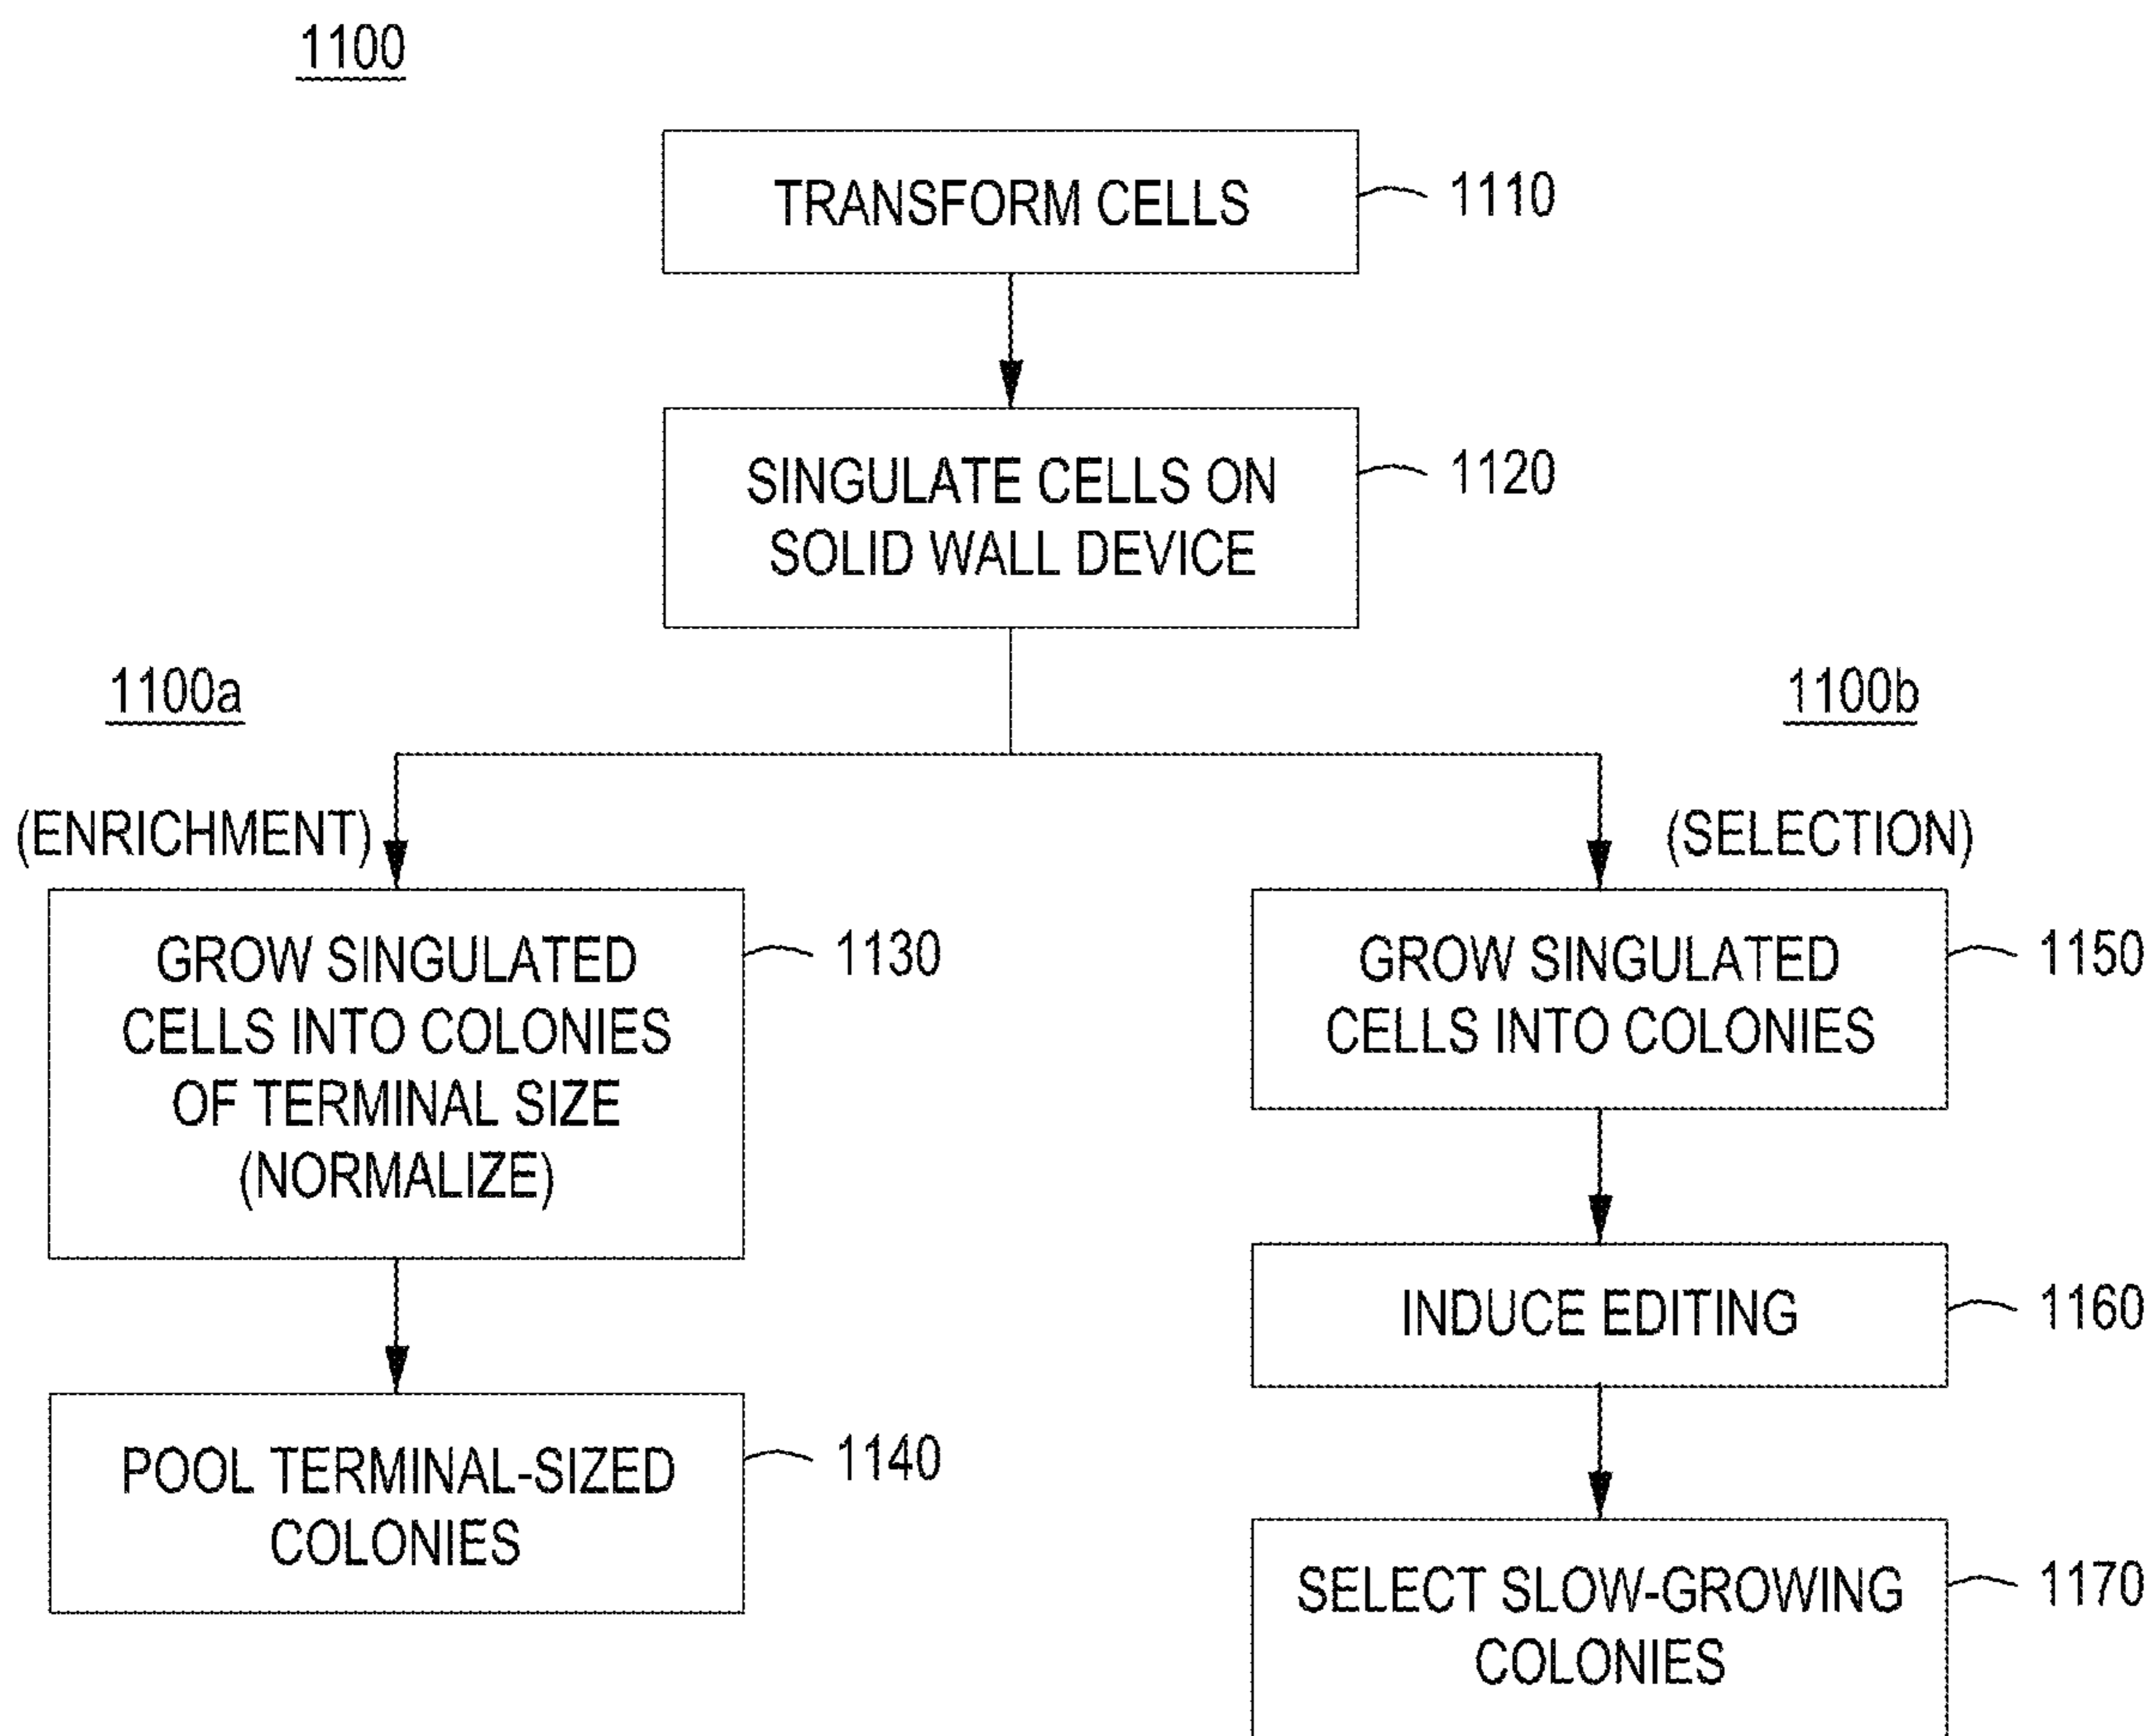 1100
TRANSFORM CELLS
1110
SINGULATE CELLS ON
SOLID WALL DEVICE
1120
1100a
1100b
(ENRICHMENT)
(SELECTION)
GROW SINGULATED
CELLS INTO COLONIES
OF TERMINAL SIZE
(NORMALIZE)
1130
GROW SINGULATED
CELLS INTO COLONIES
1150
INDUCE EDITING
1160
POOL TERMINAL-SIZED
COLONIES
1140
SELECT SLOW-GROWING
COLONIES
1170